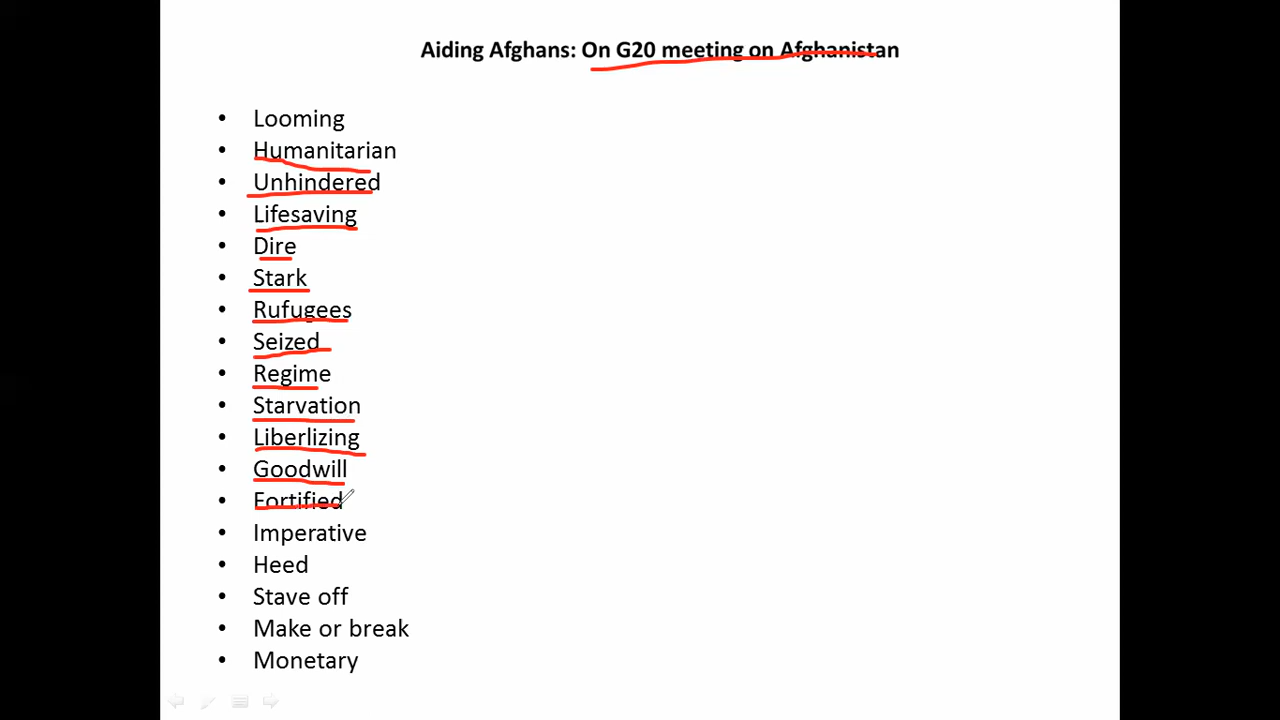 Aiding Afghans: On G20 meeting on Afghanistan
• Looming
• Humanitarian
• Unhindered
• Lifesaving
• Dire
• Stark
• Rufugees
• Seized
• Regime
• Starvation
• Liberlizing
• Goodwill
• Fortified
• Imperative
• Heed
• Stave off
• Make or break
• Monetary